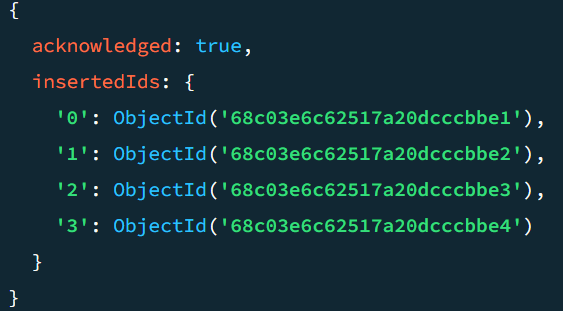 {
  acknowledged: true,
  insertedIds: {
    '0': ObjectId('68c03e6c62517a20dcccbbe1'),
    '1': ObjectId('68c03e6c62517a20dcccbbe2'),
    '2': ObjectId('68c03e6c62517a20dcccbbe3'),
    '3': ObjectId('68c03e6c62517a20dcccbbe4')
  }
}